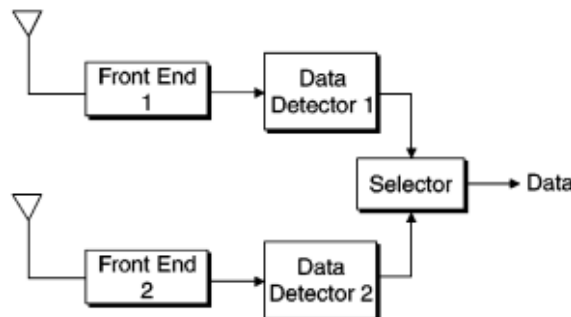 Front End
1
Data
Detector 1
Selector
Data
Front End
2
Data
Detector 2